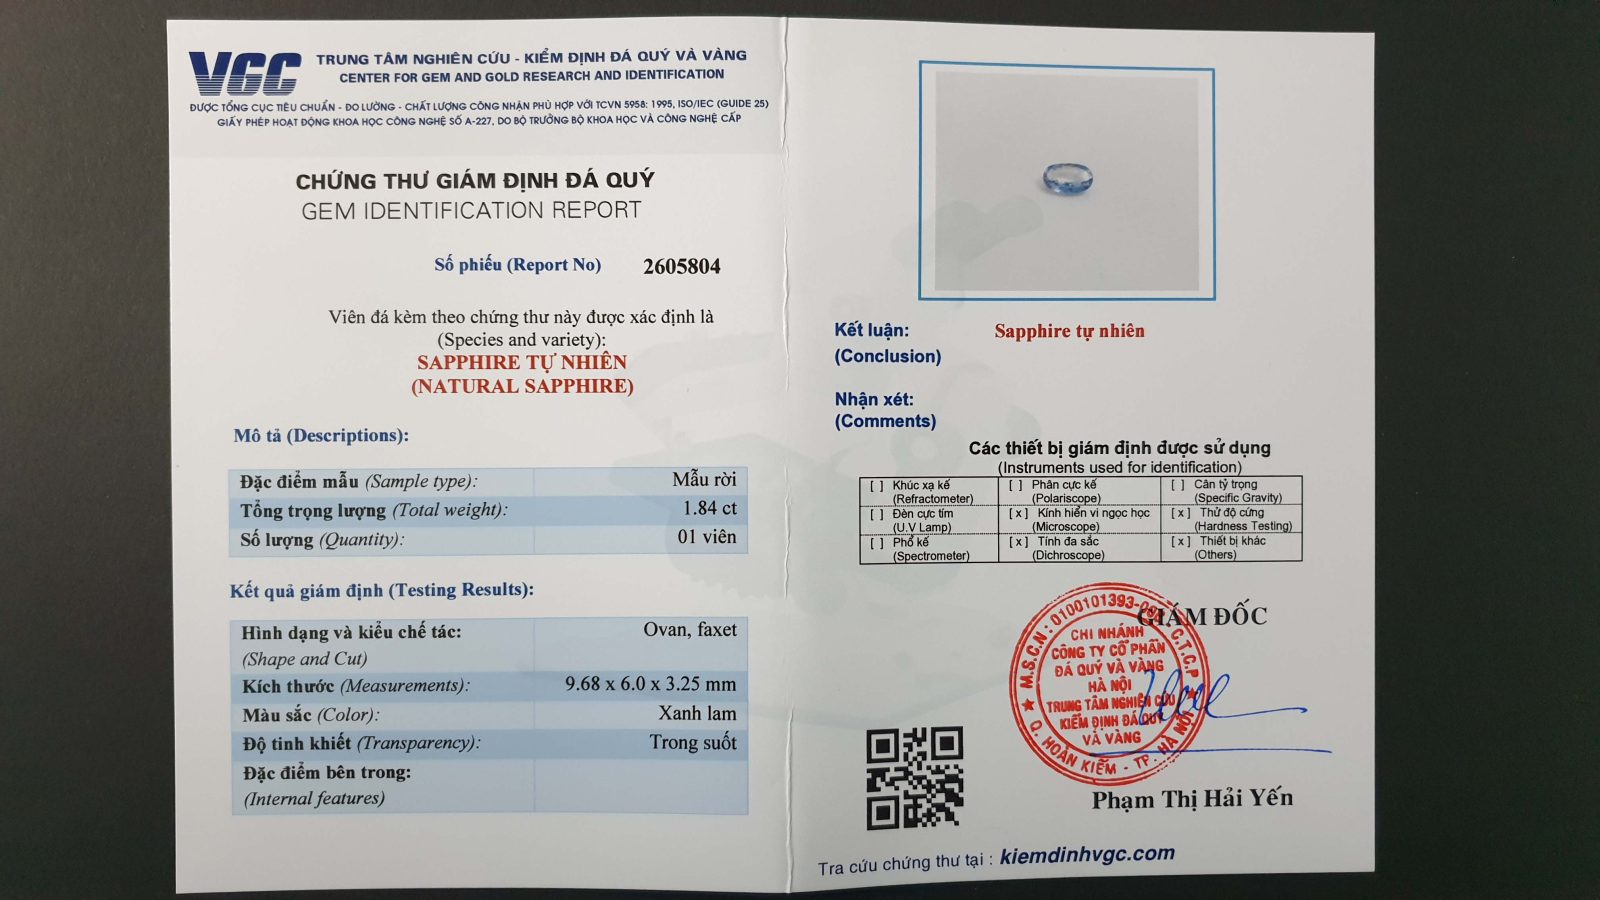 VGC
TRUNG TÂM NGHIÊN CỨU - KIỂM ĐỊNH ĐÁ QUÝ VÀ VÀNG
CENTER FOR GEM AND GOLD RESEARCH AND IDENTIFICATION
ĐƯỢC TỔNG CỤC TIÊU CHUẨN - ĐO LƯỜNG - CHẤT LƯỢNG CÔNG NHẬN PHÙ HỢP VỚI TCVN 5958: 1995, ISO/IEC (GUIDE 25)
GIẤY PHÉP HOẠT ĐỘNG KHOA HỌC CÔNG NGHỆ SỐ A-227, DO BỘ TRƯỞNG BỘ KHOA HỌC VÀ CÔNG NGHỆ CẤP
CHỨNG THƯ GIÁM ĐỊNH ĐÁ QUÝ
GEM IDENTIFICATION REPORT
Số phiếu (Report No) 2605804
Viên đá kèm theo chứng thư này được xác định là
(Species and variety):
SAPPHIRE TỰ NHIÊN
(NATURAL SAPPHIRE)
Mô tả (Descriptions):
Đặc điểm mẫu (Sample type): Mẫu rời
Tổng trọng lượng (Total weight): 1.84 ct
Số lượng (Quantity): 01 viên
Kết quả giám định (Testing Results):
Hình dạng và kiểu chế tác: Ovan, faxet
(Shape and Cut)
Kích thước (Measurements): 9.68 x 6.0 x 3.25 mm
Màu sắc (Color): Xanh lam
Độ tinh khiết (Transparency): Trong suốt
Đặc điểm bên trong:
(Internal features)
Kết luận: Sapphire tự nhiên
(Conclusion)
Nhận xét:
(Comments)
Các thiết bị giám định được sử dụng
(Instruments used for identification)
[ ] Khúc xạ kế [ ] Phân cực kế [ ] Cân tỷ trọng
(Refractometer) (Polariscope) (Specific Gravity)
[ ] Đèn cực tím [x] Kính hiển vi ngọc học [x] Thử độ cứng
(U.V Lamp) (Microscope) (Hardness Testing)
[ ] Phổ kế [x] Tính đa sắc [x] Thiết bị khác
(Spectrometer) (Dichroscope) (Others)
GIÁM ĐỐC
M.S.C.N: 0100101393- C.T.C.P
CHI NHÁNH
CÔNG TY CỔ PHẦN
ĐÁ QUÝ VÀ VÀNG
HÀ NỘI
TRUNG TÂM NGHIÊN CỨU
KIỂM ĐỊNH ĐÁ QUÝ
VÀ VÀNG
Q. HOÀN KIẾM - TP. HÀ NỘI
Phạm Thị Hải Yến
Tra cứu chứng thư tại : kiemdinhvgc.com